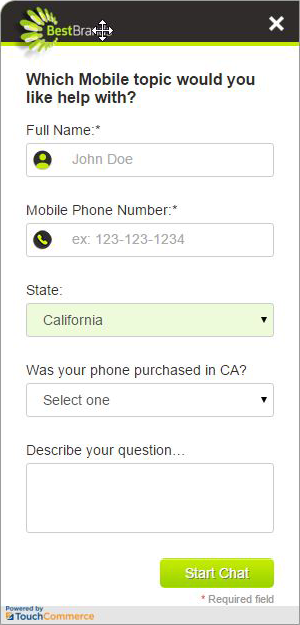 BestBra
Which Mobile topic would you
like help with?
Full Name:*
John Doe
Mobile Phone Number:*
ex: 123-123-1234
State:
California
Was your phone purchased in CA?
Select one
Describe your question…
Start Chat
* Required field
Powered by
TouchCommerce